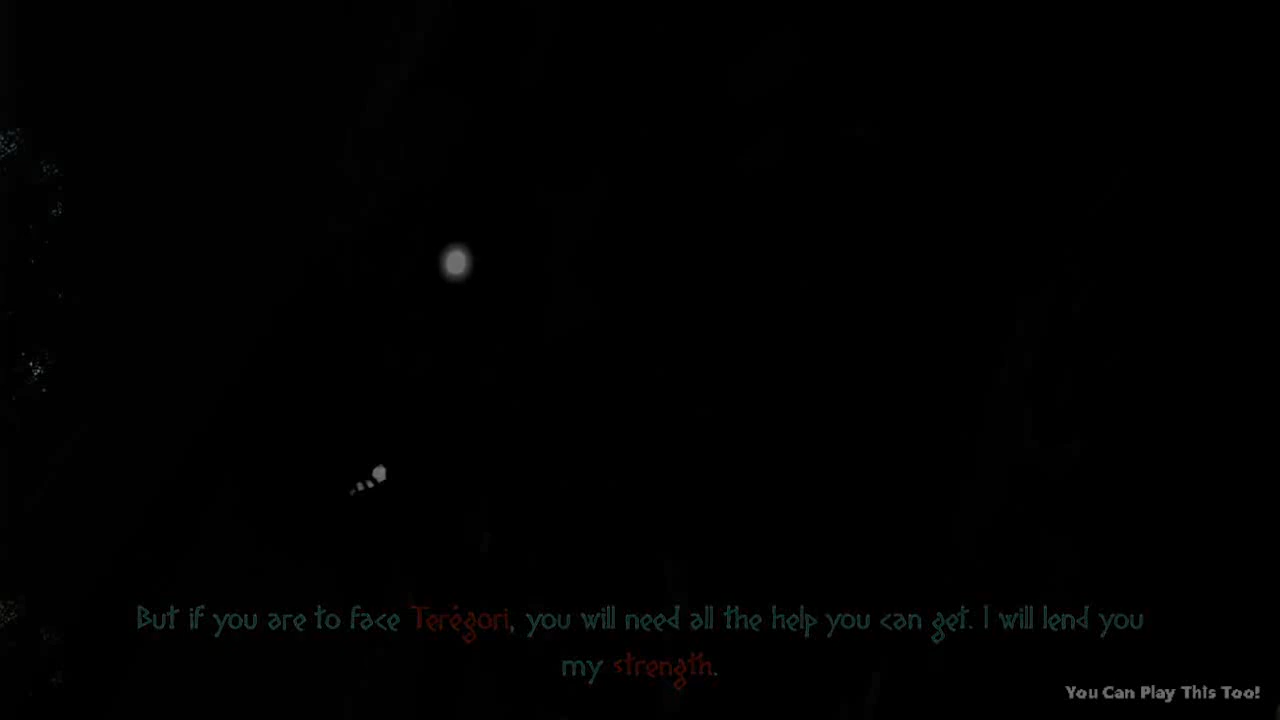 But if you are to face Terégori, you will need all the help you can get. I will lend you
my strength.
You Can Play This Too!